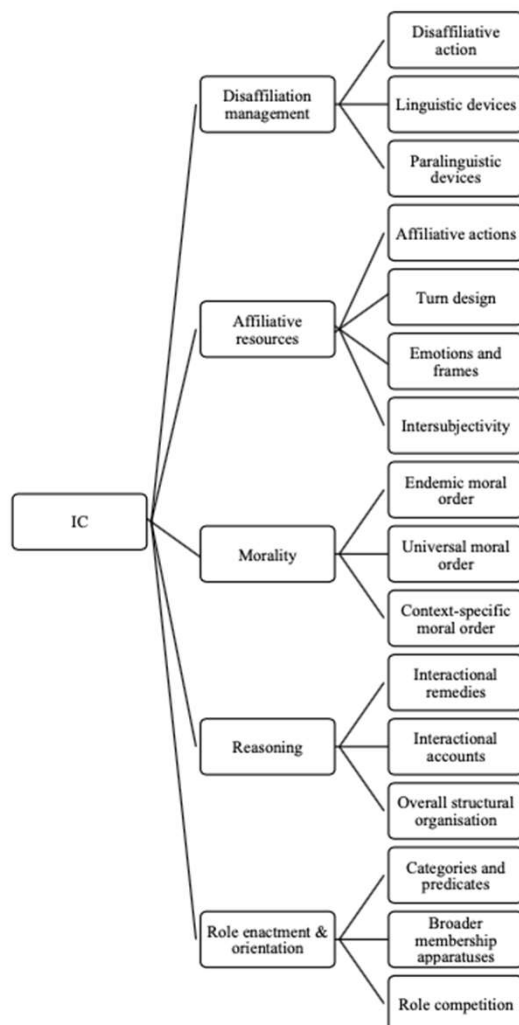 IC
Disaffiliation
management
Disaffiliative
action
Linguistic devices
Paralinguistic
devices
Affiliative
resources
Affiliative actions
Turn design
Emotions and
frames
Intersubjectivity
Morality
Endemic moral
order
Universal moral
order
Context-specific
moral order
Reasoning
Interactional
remedies
Interactional
accounts
Overall structural
organisation
Role enactment &
orientation
Categories and
predicates
Broader
membership
apparatuses
Role competition